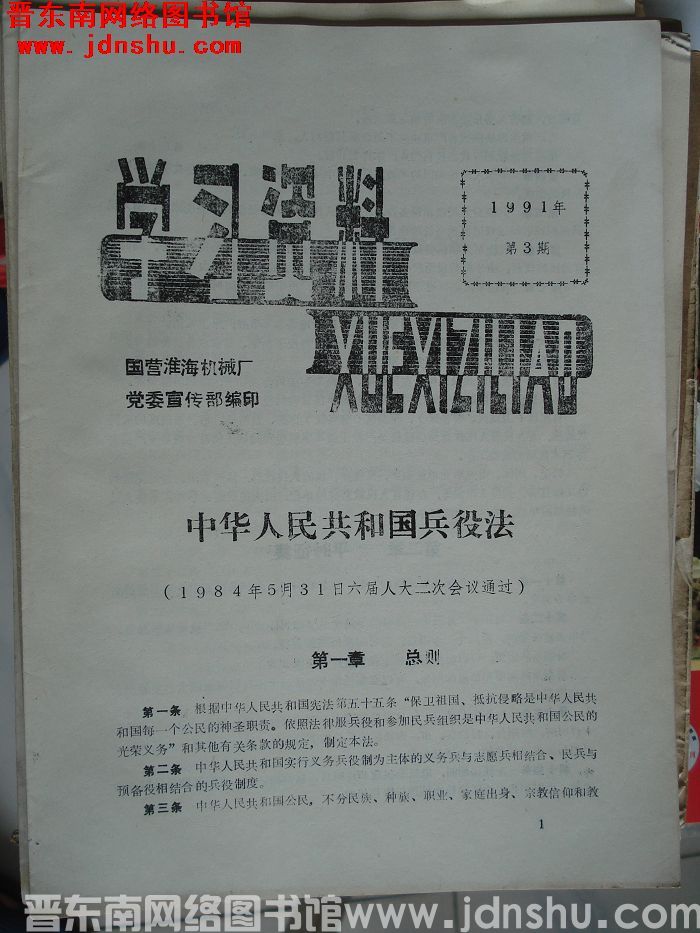 晋东南网络图书馆
www.jdnshu.com
学习资料
1991年
第3期
XUEXIZILIAO
国营淮海机械厂
党委宣传部编印
中华人民共和国兵役法
(1984年5月31日六届人大二次会议通过)
第一章 总则
第一条 根据中华人民共和国宪法第五十五条“保卫祖国、抵抗侵略是中华人民共
和国每一个公民的神圣职责。依照法律服兵役和参加民兵组织是中华人民共和国公民的
光荣义务”和其他有关条款的规定,制定本法。
第二条 中华人民共和国实行义务兵役制为主体的义务兵与志愿兵相结合、民兵与
预备役相结合的兵役制度。
第三条 中华人民共和国公民,不分民族、种族、职业、家庭出身、宗教信仰和教
1
晋东南网络图书馆 www.jdnshu.com